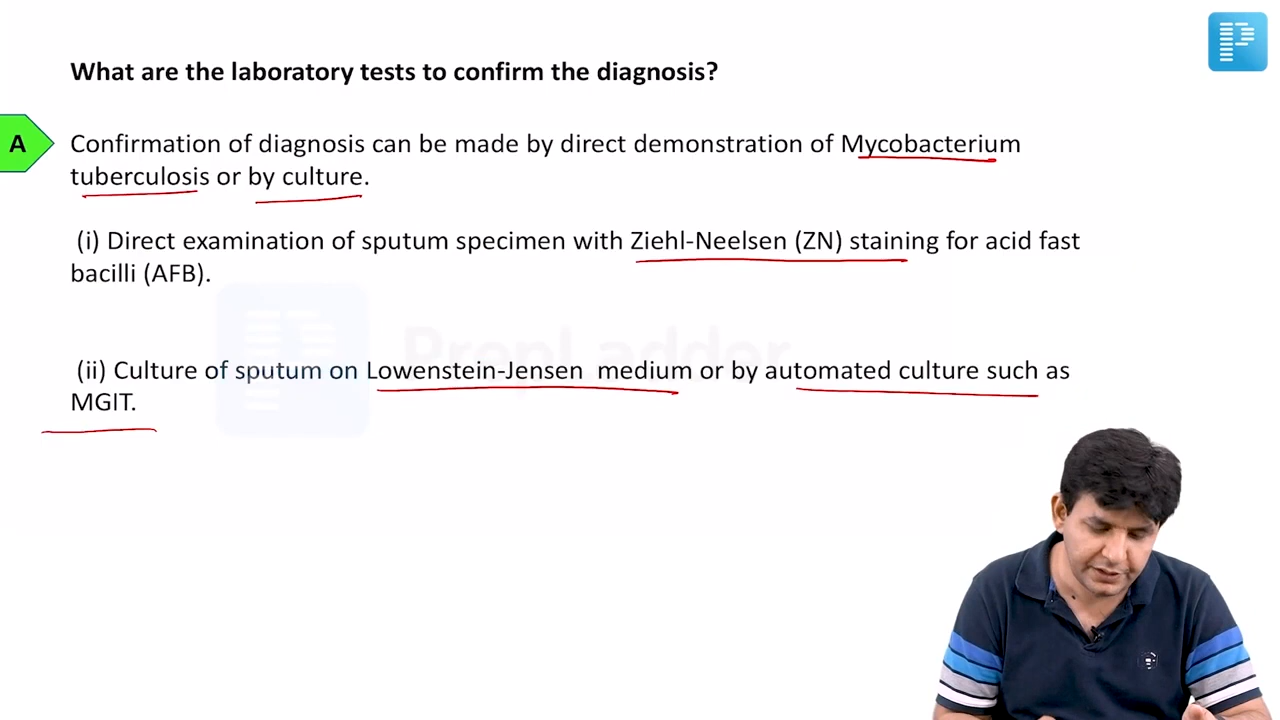 What are the laboratory tests to confirm the diagnosis?
A
Confirmation of diagnosis can be made by direct demonstration of Mycobacterium
tuberculosis or by culture.
(i) Direct examination of sputum specimen with Ziehl-Neelsen (ZN) staining for acid fast
bacilli (AFB).
PrepLadder
(ii) Culture of sputum on Lowenstein-Jensen medium or by automated culture such as
MGIT.